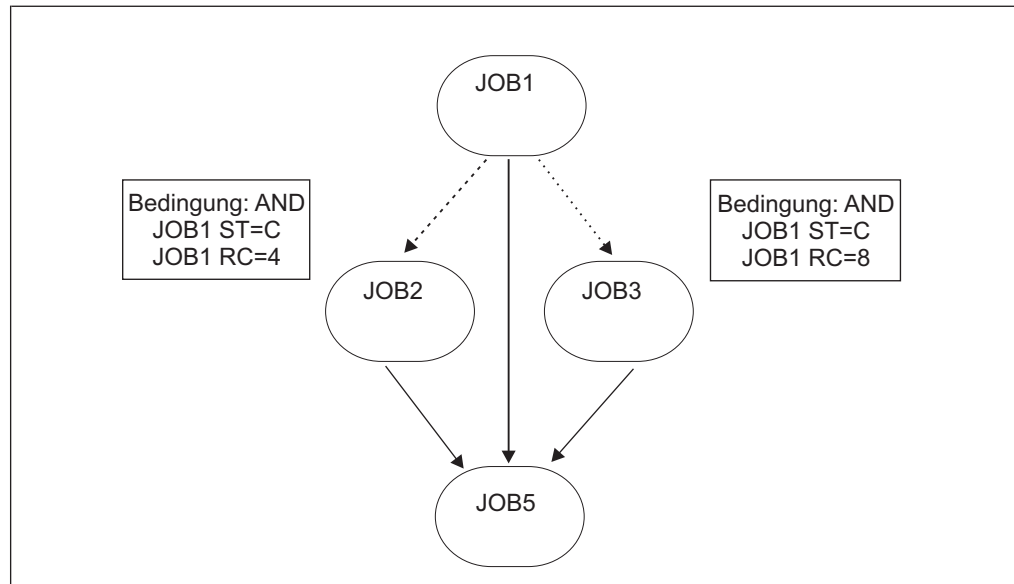 JOB1
Bedingung: AND
JOB1 ST=C
JOB1 RC=4
Bedingung: AND
JOB1 ST=C
JOB1 RC=8
JOB2
JOB3
JOB5